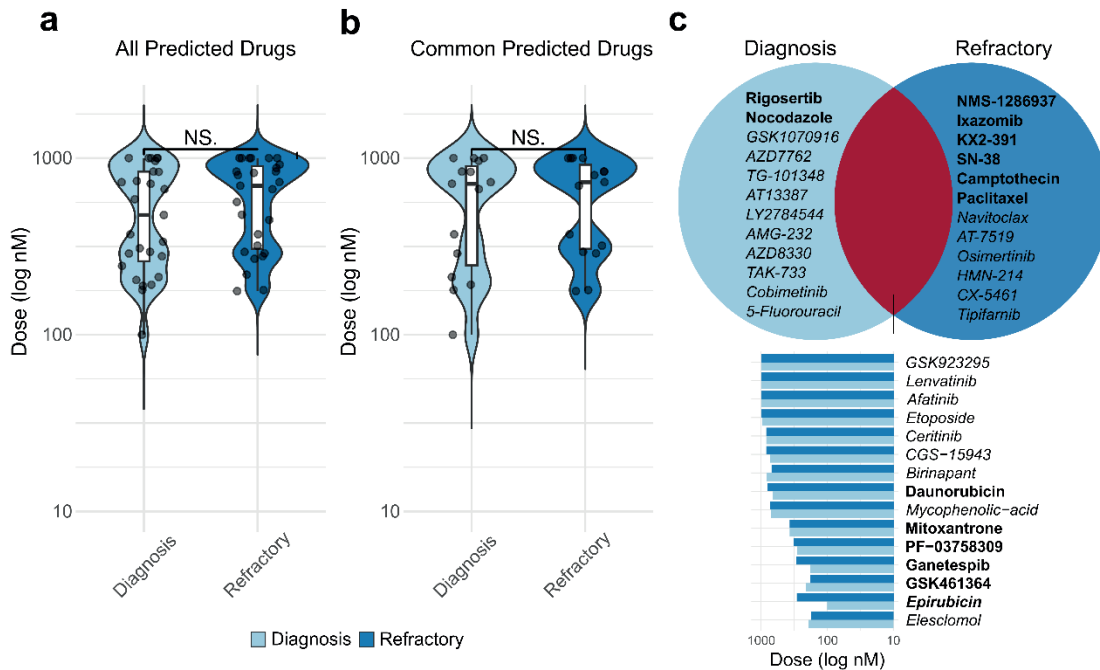 a
All Predicted Drugs
Dose (log nM)
1000
100
10
NS.
Diagnosis
Refractory
b
Common Predicted Drugs
Dose (log nM)
1000
100
10
NS.
Diagnosis
Refractory
Diagnosis Refractory
c
Diagnosis
Rigosertib
Nocodazole
GSK1070916
AZD7762
TG-101348
AT13387
LY2784544
AMG-232
AZD8330
TAK-733
Cobimetinib
5-Fluorouracil
Refractory
NMS-1286937
Ixazomib
KX2-391
SN-38
Camptothecin
Paclitaxel
Navitoclax
AT-7519
Osimertinib
HMN-214
CX-5461
Tipifarnib
GSK923295
Lenvatinib
Afatinib
Etoposide
Ceritinib
CGS−15943
Birinapant
Daunorubicin
Mycophenolic−acid
Mitoxantrone
PF−03758309
Ganetespib
GSK461364
Epirubicin
Elesclomol
1000 100 10
Dose (log nM)